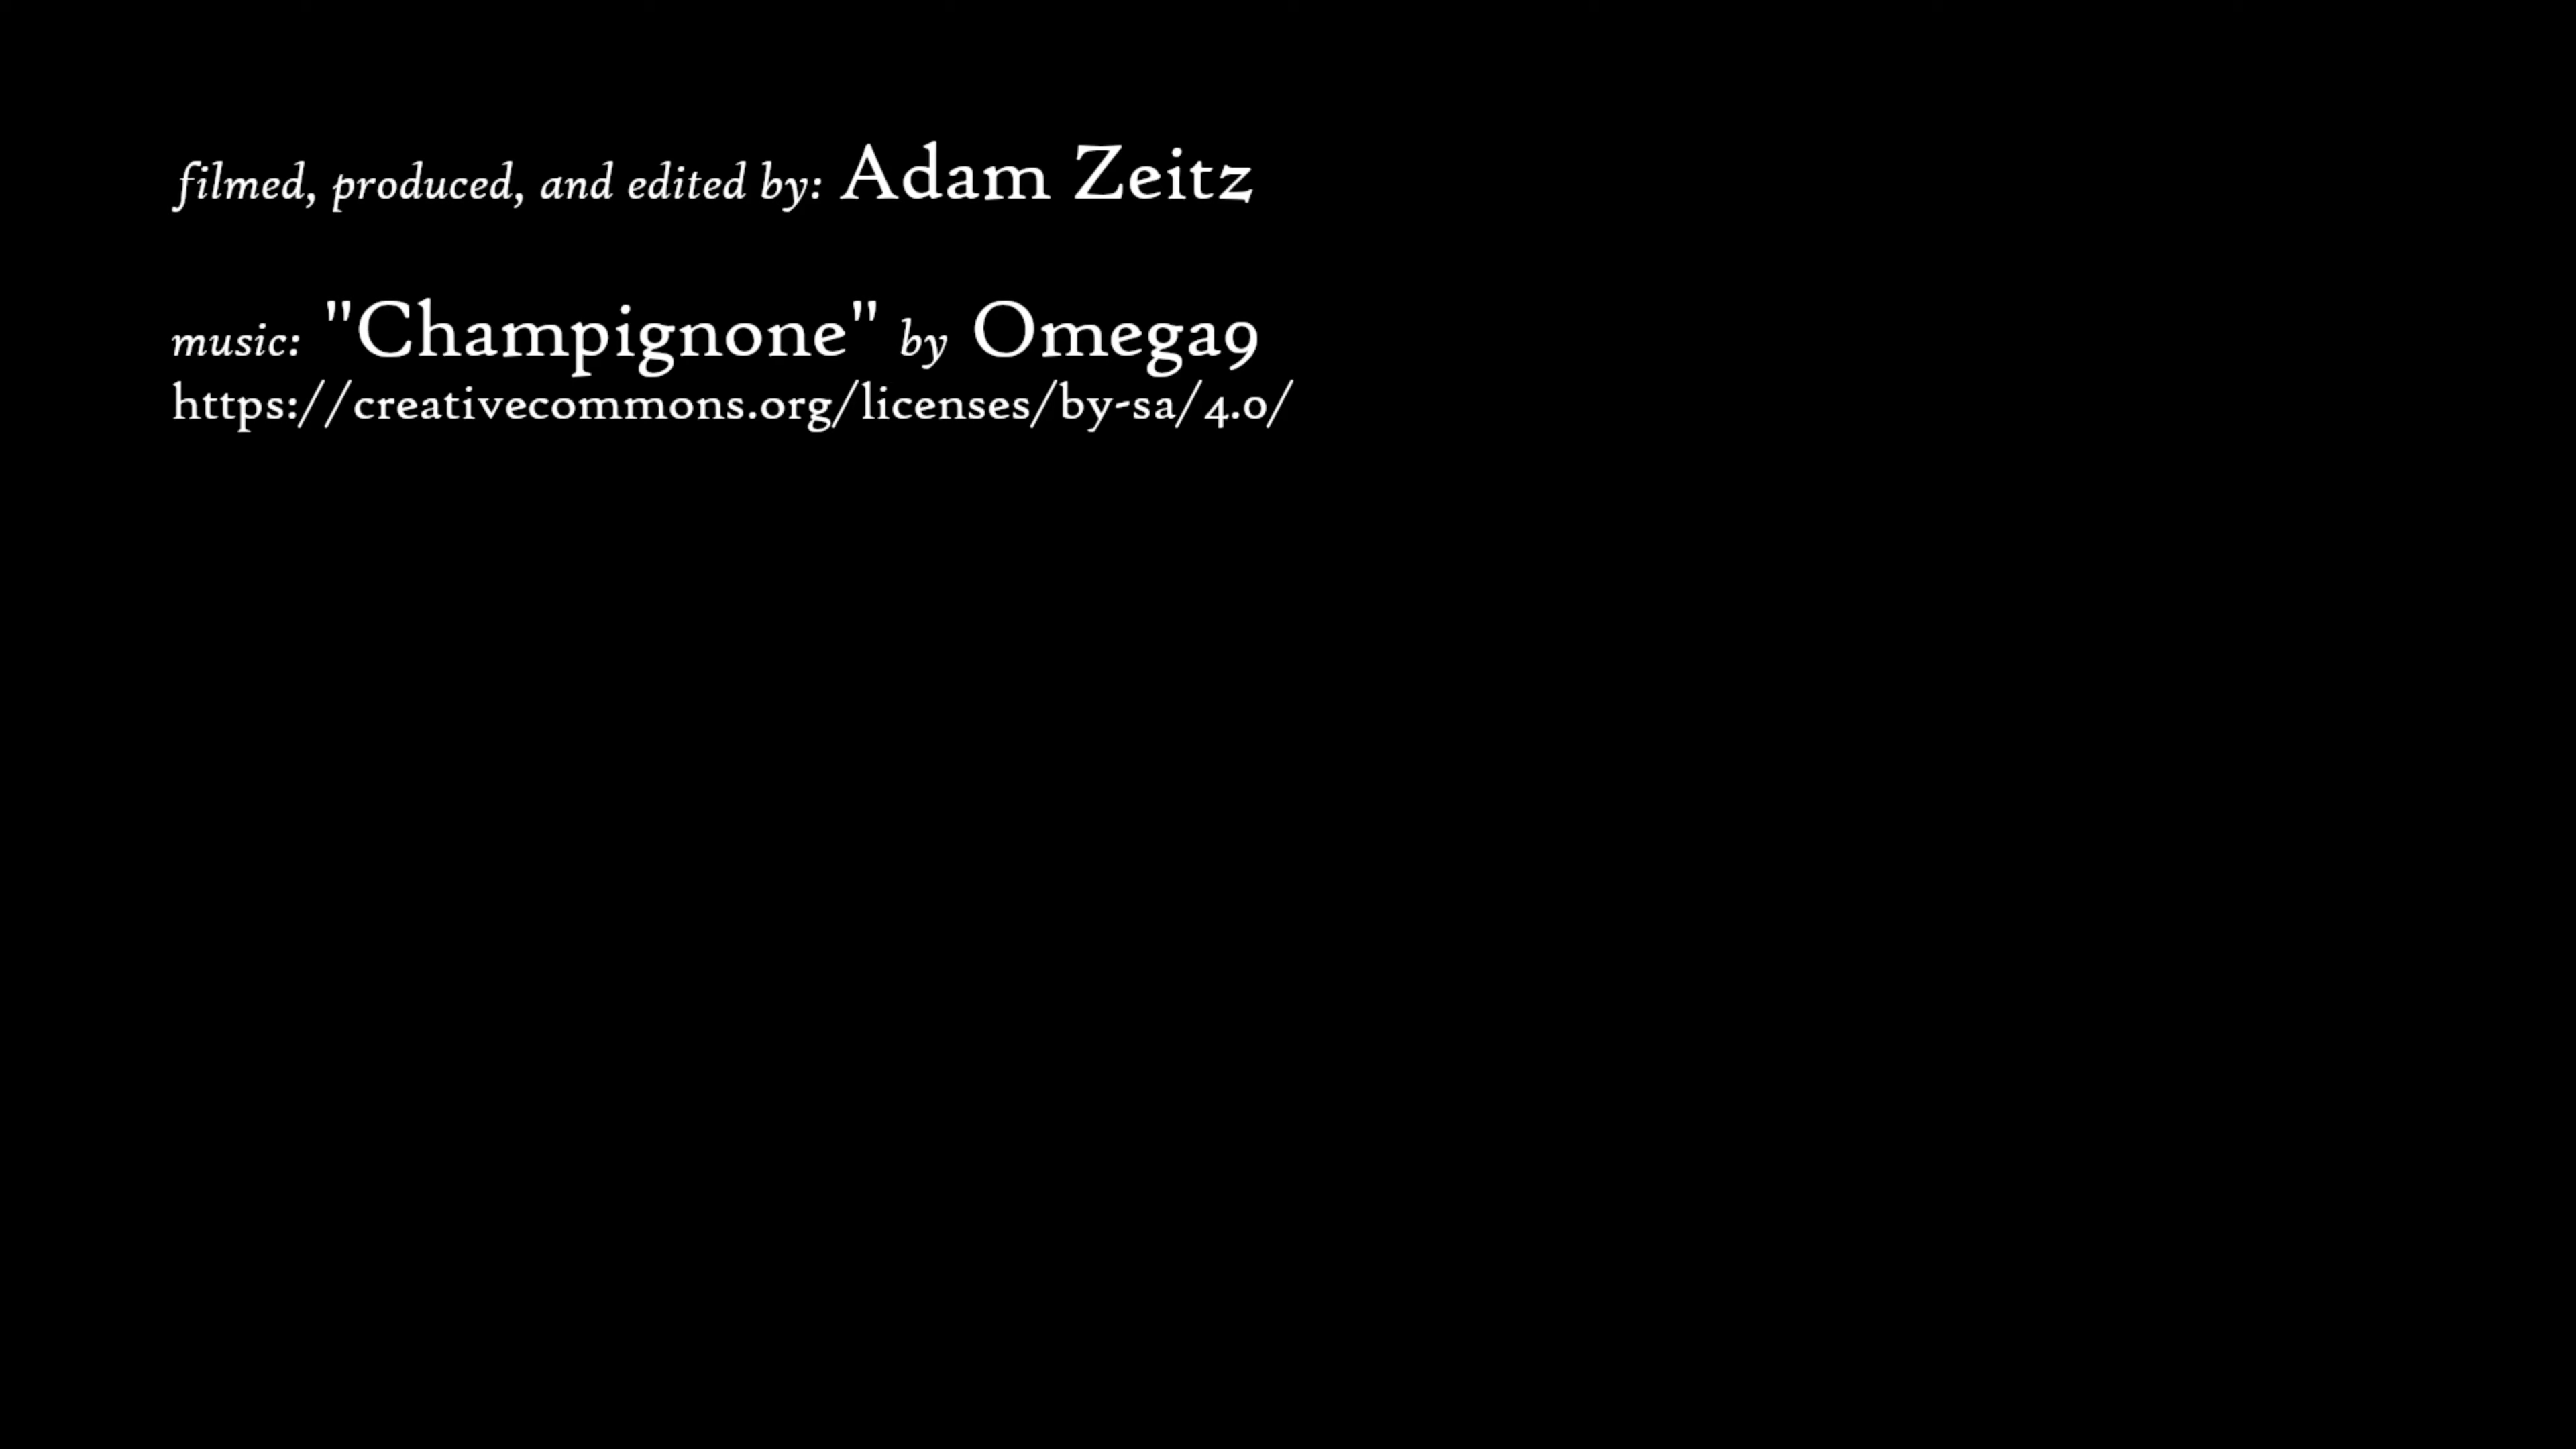 filmed, produced, and edited by: Adam Zeitz
music: "Champignone" by Omega9
https://creativecommons.org/licenses/by-sa/4.0/